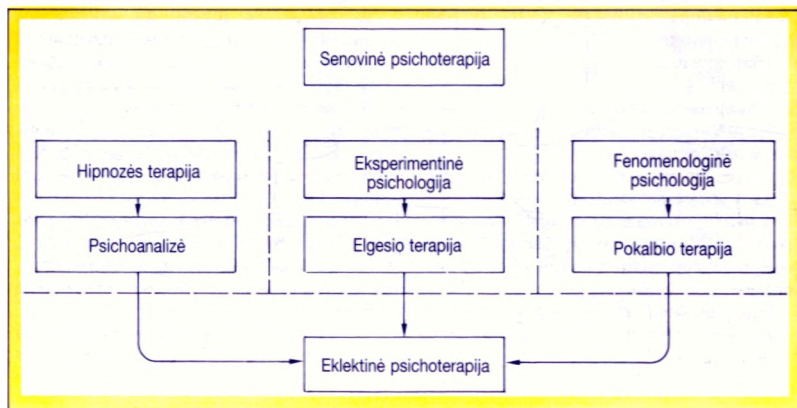 Senovinė psichoterapija
Hipnozės terapija
Eksperimentinė
psichologija
Fenomenologinė
psichologija
Psichoanalizė
Elgesio terapija
Pokalbio terapija
Eklektinė psichoterapija